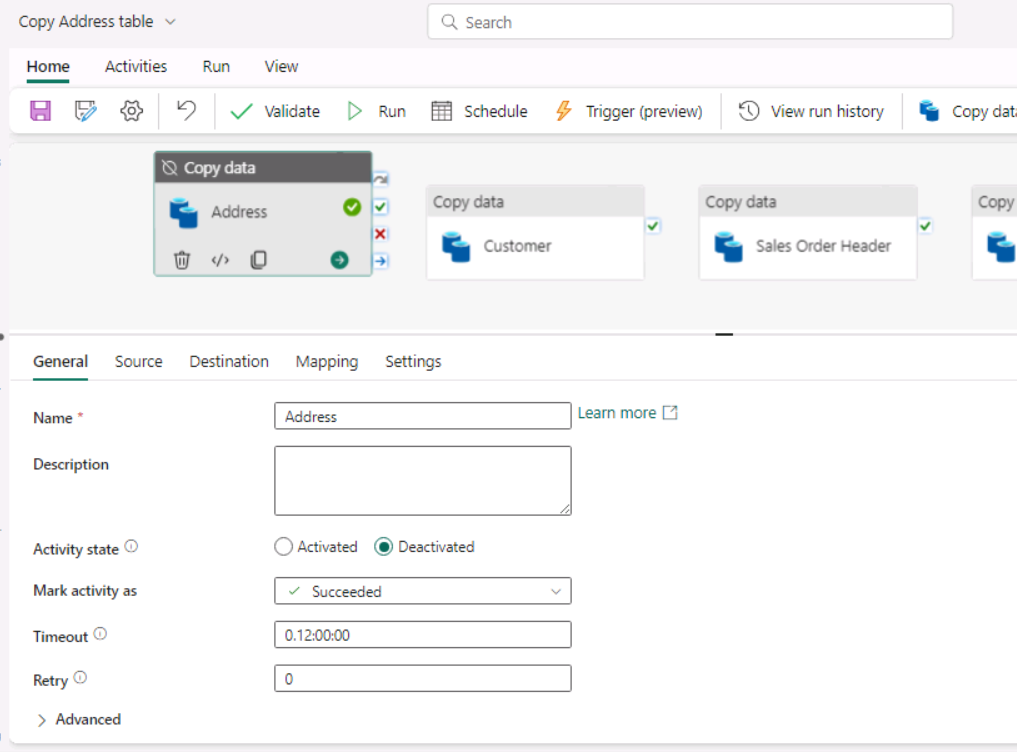 Copy Address table
Search
Home Activities Run View
Validate Run Schedule Trigger (preview) View run history Copy dat
Copy data
Address
Copy data
Customer
Copy data
Sales Order Header
Copy
General Source Destination Mapping Settings
Name * Address Learn more
Description
Activity state Activated Deactivated
Mark activity as Succeeded
Timeout 0.12:00:00
Retry 0
Advanced